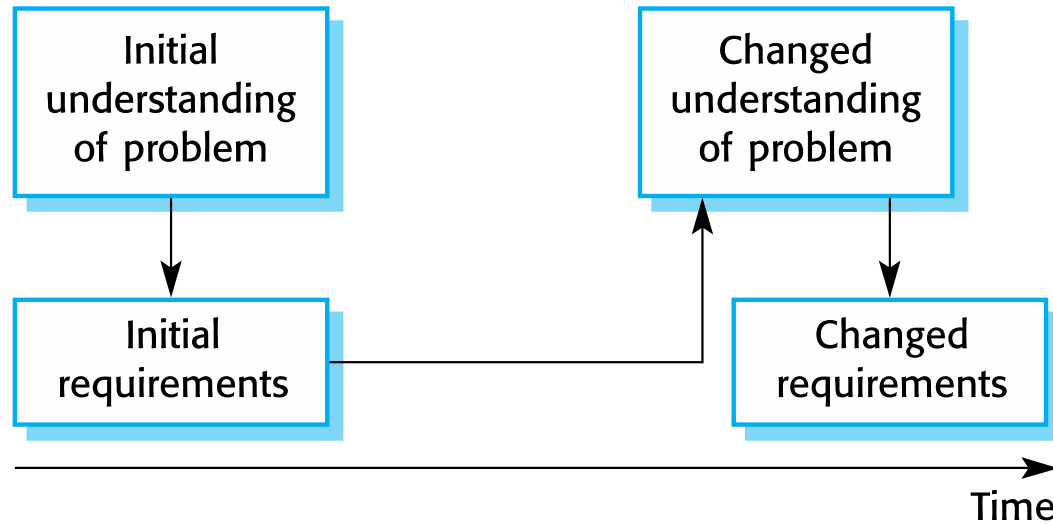 Initial
understanding
of problem
Changed
understanding
of problem
Initial
requirements
Changed
requirements
Time